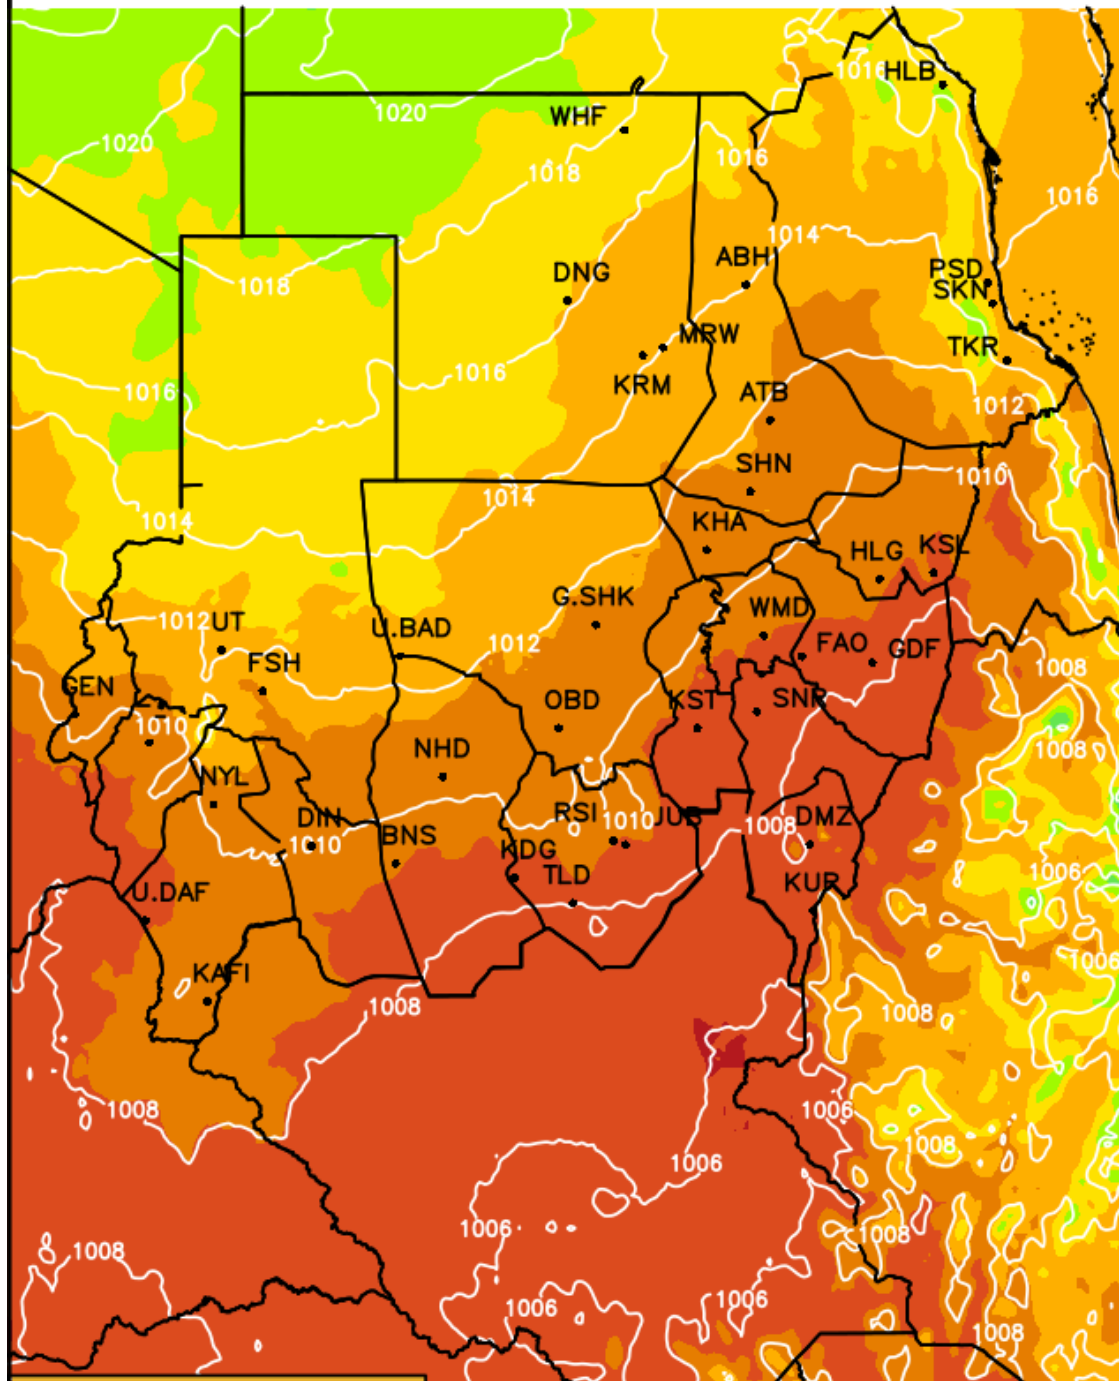 HLB
1016
1020
1020
WHF
1016
1018
1016
1014
ABH
DNG
PSD
1018
SKN
MRW
TKR
1016
KRM
1016
ATB
1012
SHN
1010
1014
1014
KHA
HLG
KSL
G.SHK
WMD
1012
UT
U.BAD
1012
FAO
GDF
FSH
1008
GEN
OBD
KST
SNR
1010
NHD
1008
NYL
DIN
RSI
1010
JUB
1008
DMZ
1010
BNS
KDG
TLD
KUR
1006
U.DAF
1006
KAFI
1008
1008
1008
1006
1008
1006
1006
1008
1008
1006
1006
1008